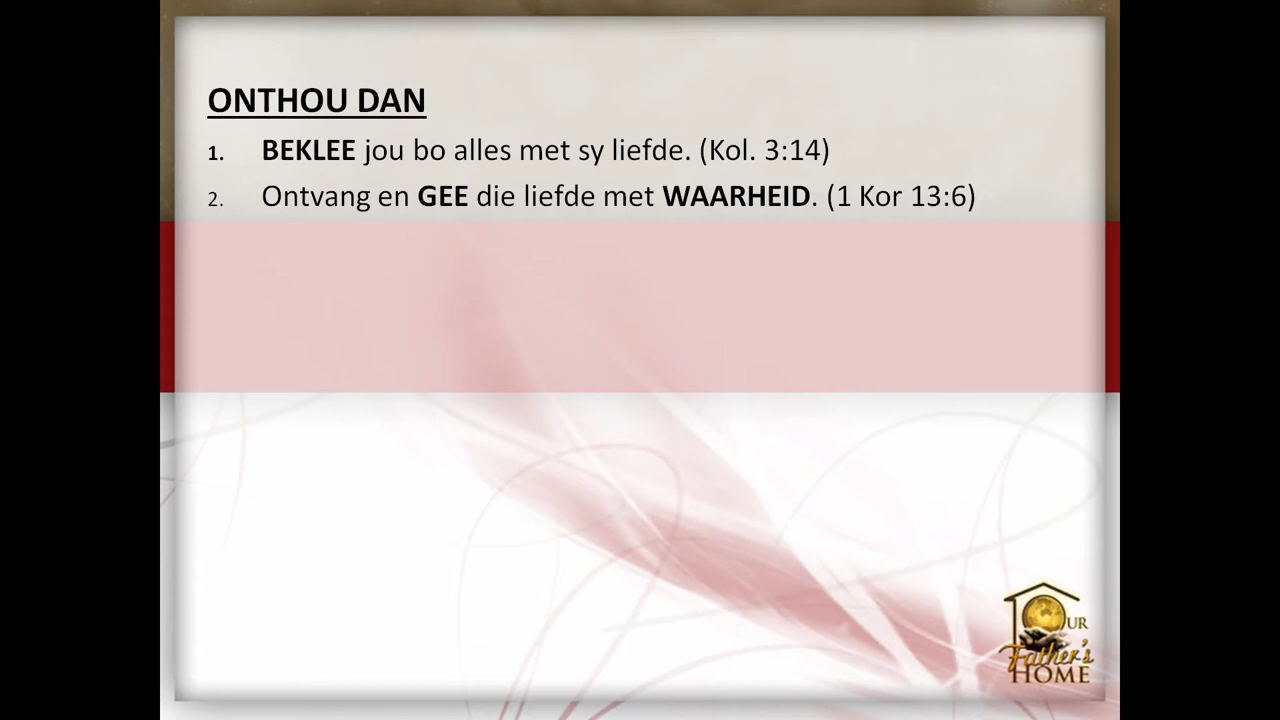 ONTHOU DAN
1. BEKLEE jou bo alles met sy liefde. (Kol. 3:14)
2. Ontvang en GEE die liefde met WAARHEID. (1 Kor 13:6)
OUR
Father's
HOME